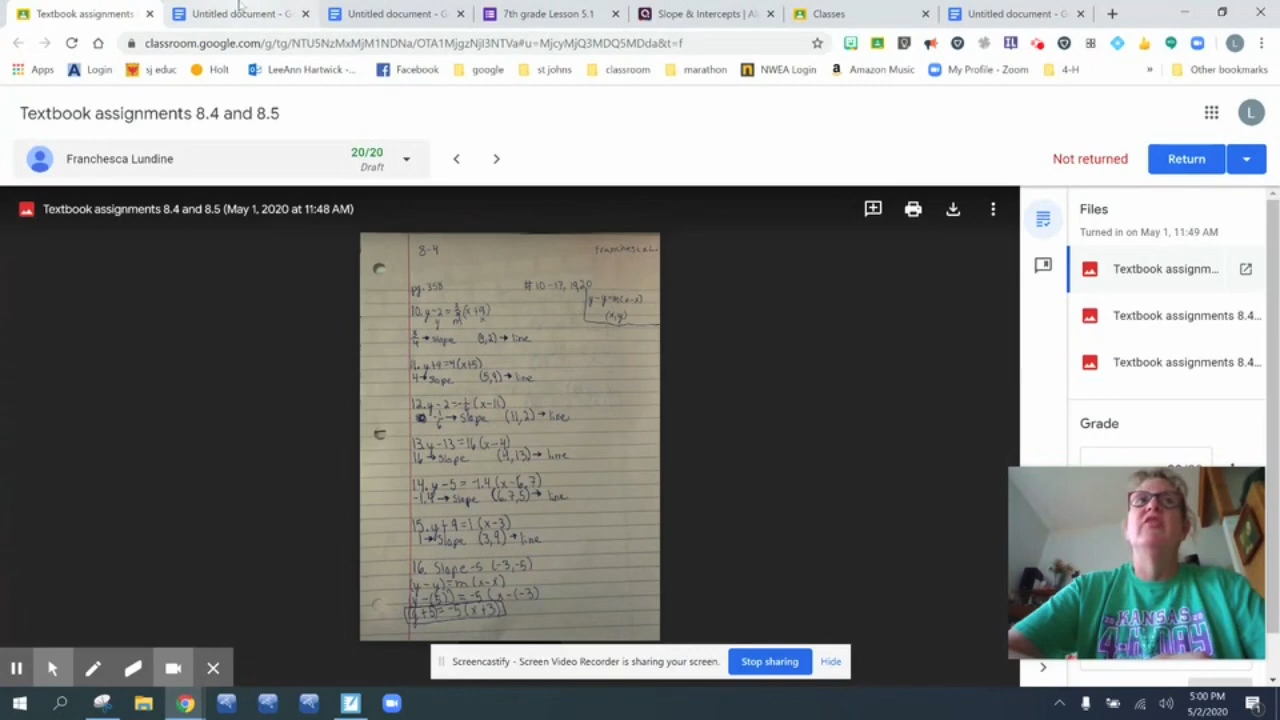 Textbook assignments
Untitled document - G
Untitled document - G
7th grade Lesson 5.1
Slope & Intercepts | Al
Classes
Untitled document - G
classroom.google.com/g/tg/NTU5NzMxMjM1NDNa/OTA1MjgzNjI3NTVa#u=MjcyMjQ3MDQ5MDda&t=f
Apps
Login
sj educ
Holt
LeeAnn Hartwick -...
Facebook
google
st johns
classroom
marathon
NWEA Login
Amazon Music
My Profile - Zoom
4-H
Other bookmarks
Textbook assignments 8.4 and 8.5
L
Franchesca Lundine
20/20
Draft
Not returned
Return
Textbook assignments 8.4 and 8.5 (May 1, 2020 at 11:48 AM)
Files
Turned in on May 1, 11:49 AM
Textbook assignm...
Textbook assignments 8.4...
Textbook assignments 8.4...
Grade
8-4
Franchesca L.
pg. 358 # 10-17, 19,20
y-y=m(x-x)
(x,y)
10. y-2=3/4(x+9)
y m x
3/4 → slope (9,2) → line
11. y+9=4(x+5)
4→slope (5,9) → line
12. y-2=-1/6(x-11)
-1/6 → slope (11,2) → line
13. y-13=16(x-4)
16 → slope (4,13) → line
14. y-5=-1.4(x-6.7)
-1.4 → slope (6.7,5) → line
15. y+9=1(x-3)
1→slope (3,9) → line
16. slope -5 (-3,-5)
(y-y)=m(x-x)
(y-(5))=-5(x-(-3)
(y+5)=-5(x+3)
KANSAS
Screencastify - Screen Video Recorder is sharing your screen.
Stop sharing
Hide
5:00 PM
5/2/2020